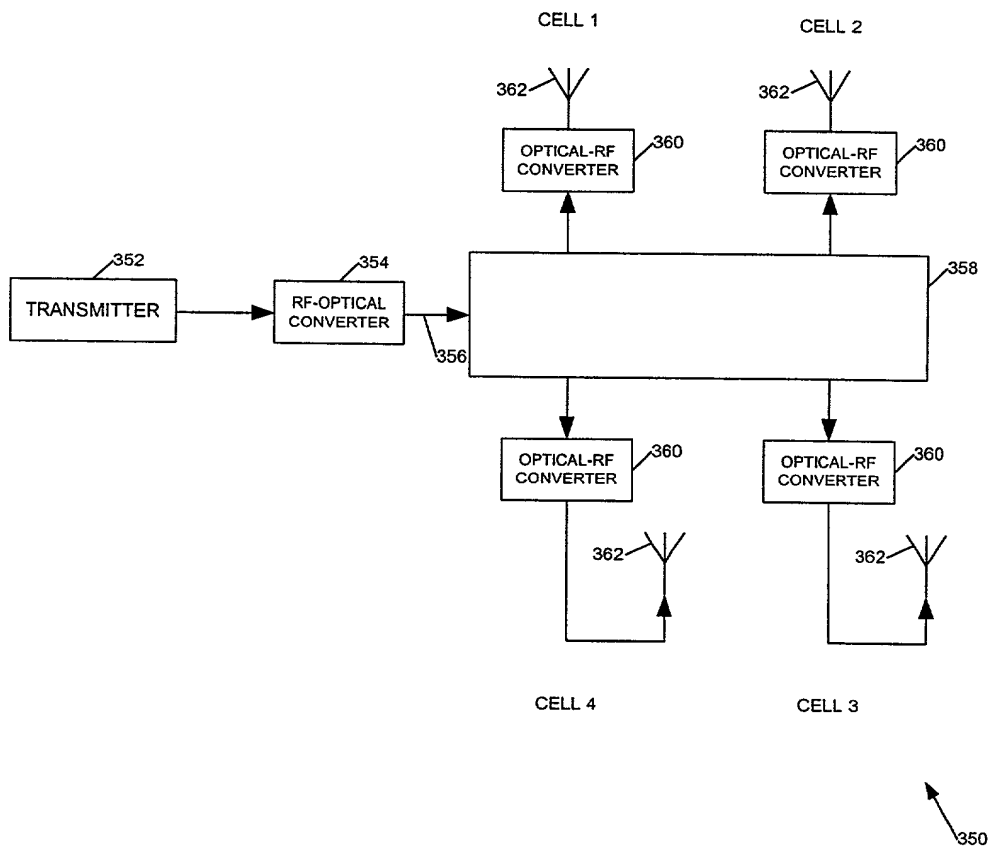 CELL 1
CELL 2
362
362
OPTICAL-RF
CONVERTER
360
OPTICAL-RF
CONVERTER
360
352
354
358
TRANSMITTER
RF-OPTICAL
CONVERTER
356
OPTICAL-RF
CONVERTER
360
OPTICAL-RF
CONVERTER
360
362
362
CELL 4
CELL 3
350